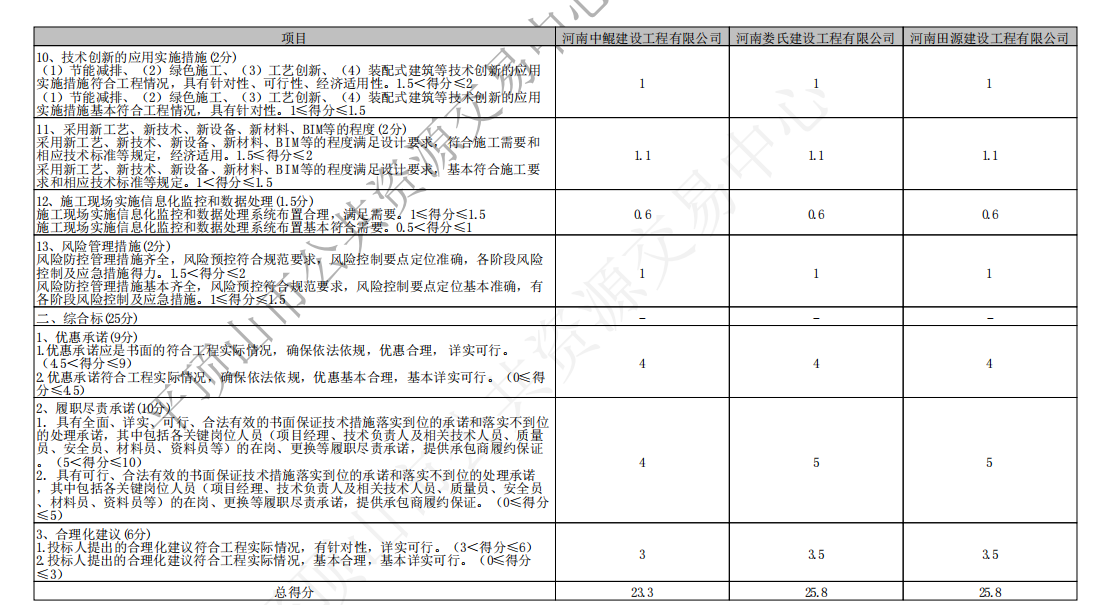 项目 河南中鲲建设工程有限公司 河南娄氏建设工程有限公司 河南田源建设工程有限公司
10、技术创新的应用实施措施(2分)
（1）节能减排、（2）绿色施工、（3）工艺创新、（4）装配式建筑等技术创新的应用
实施措施符合工程情况，具有针对性、可行性、经济适用性。1.5<得分≤2
（1）节能减排、（2）绿色施工、（3）工艺创新、（4）装配式建筑等技术创新的应用
实施措施基本符合工程情况，具有针对性。1≤得分≤1.5
1 1 1
11、采用新工艺、新技术、新设备、新材料、BIM等的程度(2分)
采用新工艺、新技术、新设备、新材料、BIM等的程度满足设计要求，符合施工需要和
相应技术标准等规定，经济适用。1.5≤得分≤2
采用新工艺、新技术、新设备、新材料、BIM等的程度满足设计要求，基本符合施工要
求和相应技术标准等规定。1<得分≤1.5
1.1 1.1 1.1
12、施工现场实施信息化监控和数据处理(1.5分)
施工现场实施信息化监控和数据处理系统布置合理，满足需要。1≤得分≤1.5
施工现场实施信息化监控和数据处理系统布置基本符合需要。0.5<得分≤1
0.6 0.6 0.6
13、风险管理措施(2分)
风险防控管理措施齐全，风险预控符合规范要求，风险控制要点定位准确，各阶段风险
控制及应急措施得力。1.5<得分≤2
风险防控管理措施基本齐全，风险预控符合规范要求，风险控制要点定位基本准确，有
各阶段风险控制及应急措施。1≤得分≤1.5
1 1 1
二、综合标(25分) – – –
1、优惠承诺(9分)
1.优惠承诺应是书面的符合工程实际情况，确保依法依规，优惠合理，详实可行。
（4.5<得分≤9）
2.优惠承诺符合工程实际情况，确保依法依规，优惠基本合理，基本详实可行。（0≤得
分≤4.5）
4 4 4
2、履职尽责承诺(10分)
1. 具有全面、详实、可行、合法有效的书面保证技术措施落实到位的承诺和落实不到位
的处理承诺，其中包括各关键岗位人员（项目经理、技术负责人及相关技术人员、质量
员、安全员、材料员、资料员等）的在岗、更换等履职尽责承诺，提供承包商履约保证
。（5<得分≤10）
2. 具有可行、合法有效的书面保证技术措施落实到位的承诺和落实不到位的处理承诺
，其中包括各关键岗位人员（项目经理、技术负责人及相关技术人员、质量员、安全员
、材料员、资料员等）的在岗、更换等履职尽责承诺，提供承包商履约保证。（0≤得分
≤5）
4 5 5
3、合理化建议(6分)
1.投标人提出的合理化建议符合工程实际情况，有针对性，详实可行。（3<得分≤6）
2.投标人提出的合理化建议符合工程实际情况，基本合理，基本详实可行。（0≤得分
≤3）
3 3.5 3.5
总得分 23.3 25.8 25.8
平顶山市公共资源交易中心
平顶山市公共资源交易中心